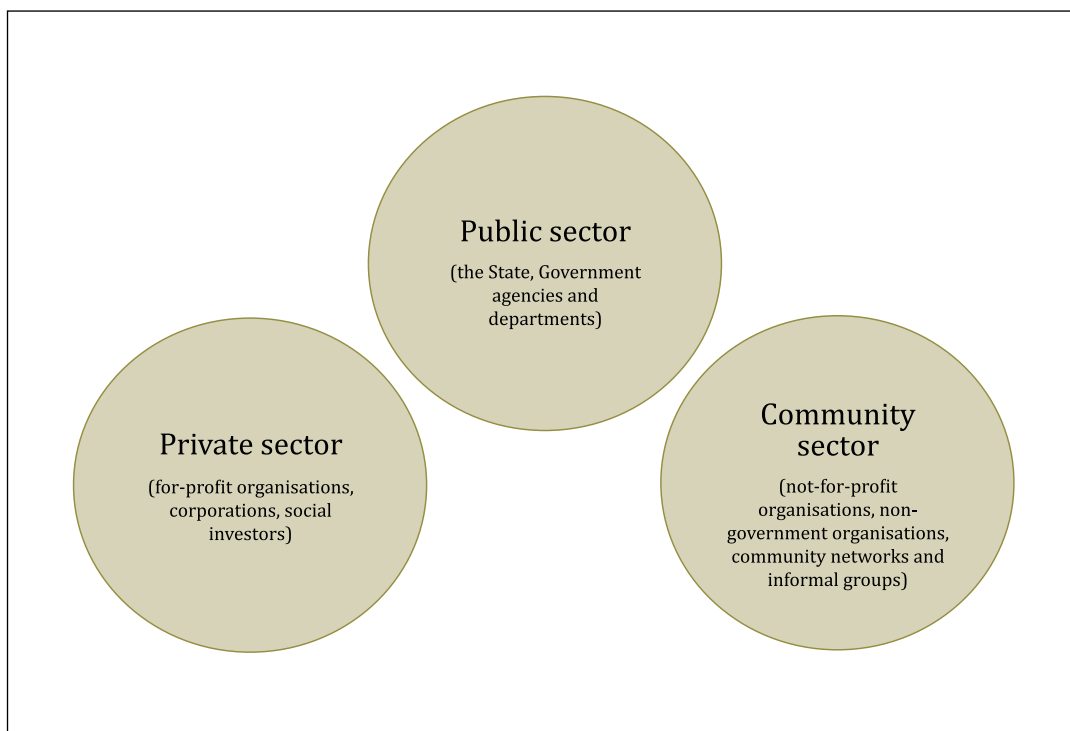 Public sector
(the State, Government
agencies and
departments)
Private sector
(for-profit organisations,
corporations, social
investors)
Community
sector
(not-for-profit
organisations, non-
government organisations,
community networks and
informal groups)